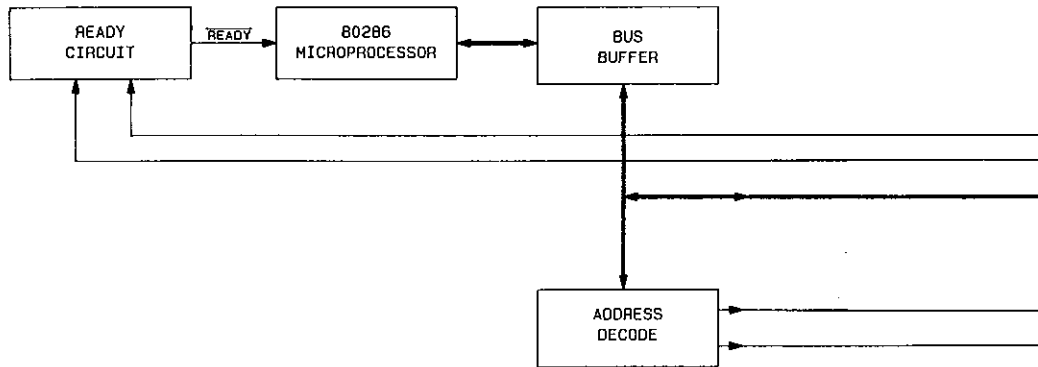 READY
CIRCUIT
READY
80286
MICROPROCESSOR
BUS
BUFFER
ADDRESS
DECODE